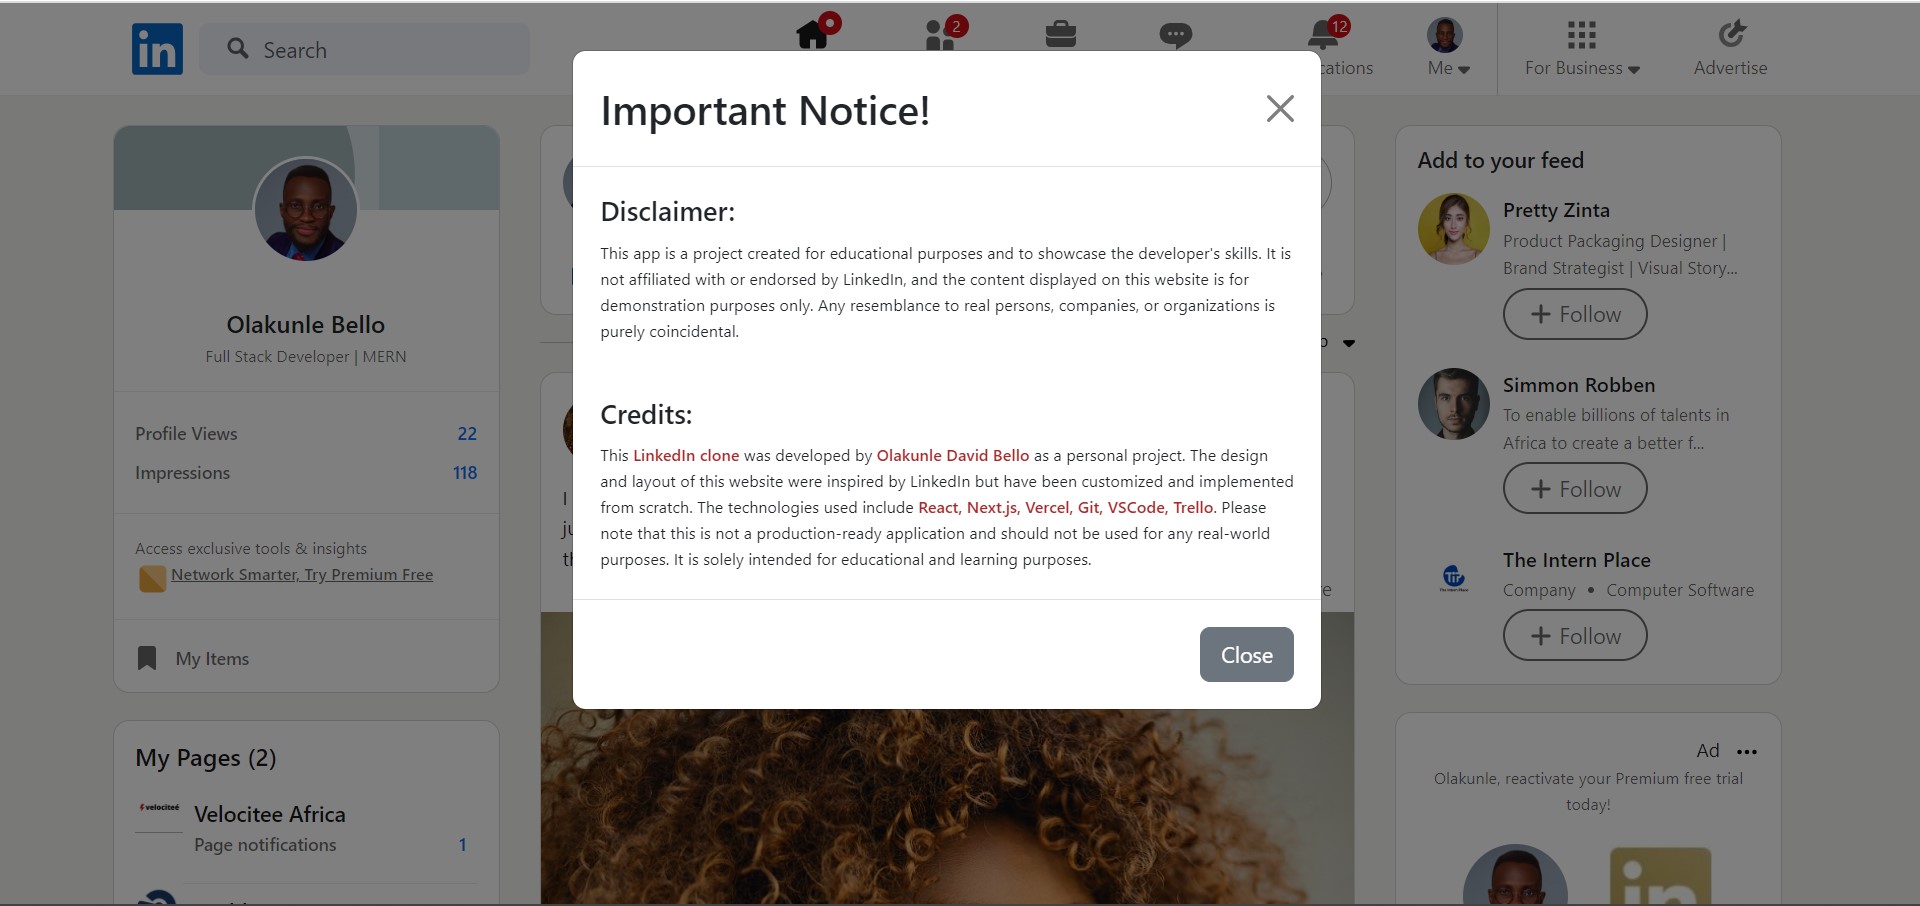 in
Search
2
12
cations
Me
For Business
Advertise
Important Notice!
Disclaimer:
This app is a project created for educational purposes and to showcase the developer's skills. It is
not affiliated with or endorsed by LinkedIn, and the content displayed on this website is for
demonstration purposes only. Any resemblance to real persons, companies, or organizations is
purely coincidental.
Credits:
This LinkedIn clone was developed by Olakunle David Bello as a personal project. The design
and layout of this website were inspired by LinkedIn but have been customized and implemented
from scratch. The technologies used include React, Next.js, Vercel, Git, VSCode, Trello. Please
note that this is not a production-ready application and should not be used for any real-world
purposes. It is solely intended for educational and learning purposes.
Close
Olakunle Bello
Full Stack Developer | MERN
Profile Views 22
Impressions 118
Access exclusive tools & insights
Network Smarter, Try Premium Free
My Items
My Pages (2)
velocitee
Velocitee Africa
Page notifications 1
I
Add to your feed
Pretty Zinta
Product Packaging Designer |
Brand Strategist | Visual Story...
+ Follow
Simmon Robben
To enable billions of talents in
Africa to create a better f...
+ Follow
The Intern Place
Company • Computer Software
+ Follow
Ad
Olakunle, reactivate your Premium free trial
today!
in